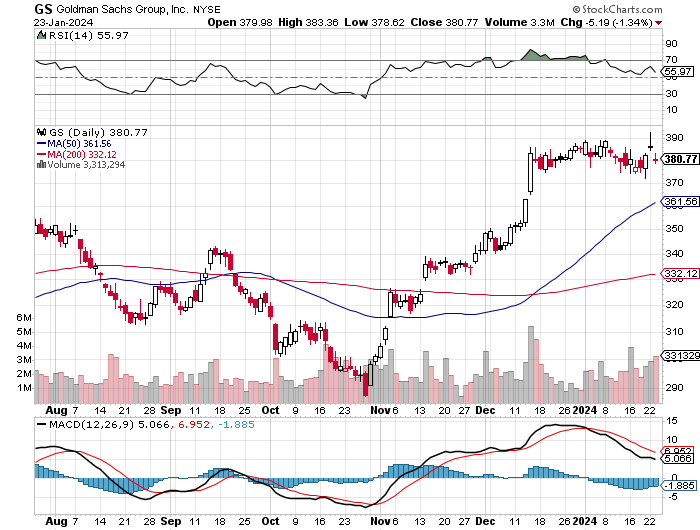 GS Goldman Sachs Group, Inc. NYSE © StockCharts.com
23-Jan-2024 Open 379.98 High 383.36 Low 378.62 Close 380.77 Volume 3.3M Chg -5.19 (-1.34%)
RSI(14) 55.97
90
70
55.97
50
30
10
GS (Daily) 380.77
MA(50) 361.56
MA(200) 332.12
Volume 3,313,294
390
380.77
370
361.56
350
340
332.12
320
310
300
290
6M
5M
4M
3M
2M
1M
3313294
Aug 7 14 21 28 Sep 11 18 25 Oct 9 16 23 Nov 6 13 20 27 Dec 11 18 26 2024 8 16 22
MACD(12,26,9) 5.066, 6.952, -1.885
15
10
6.952
5.066
-1.885
-5
Aug 7 14 21 28 Sep 11 18 25 Oct 9 16 23 Nov 6 13 20 27 Dec 11 18 26 2024 8 16 22